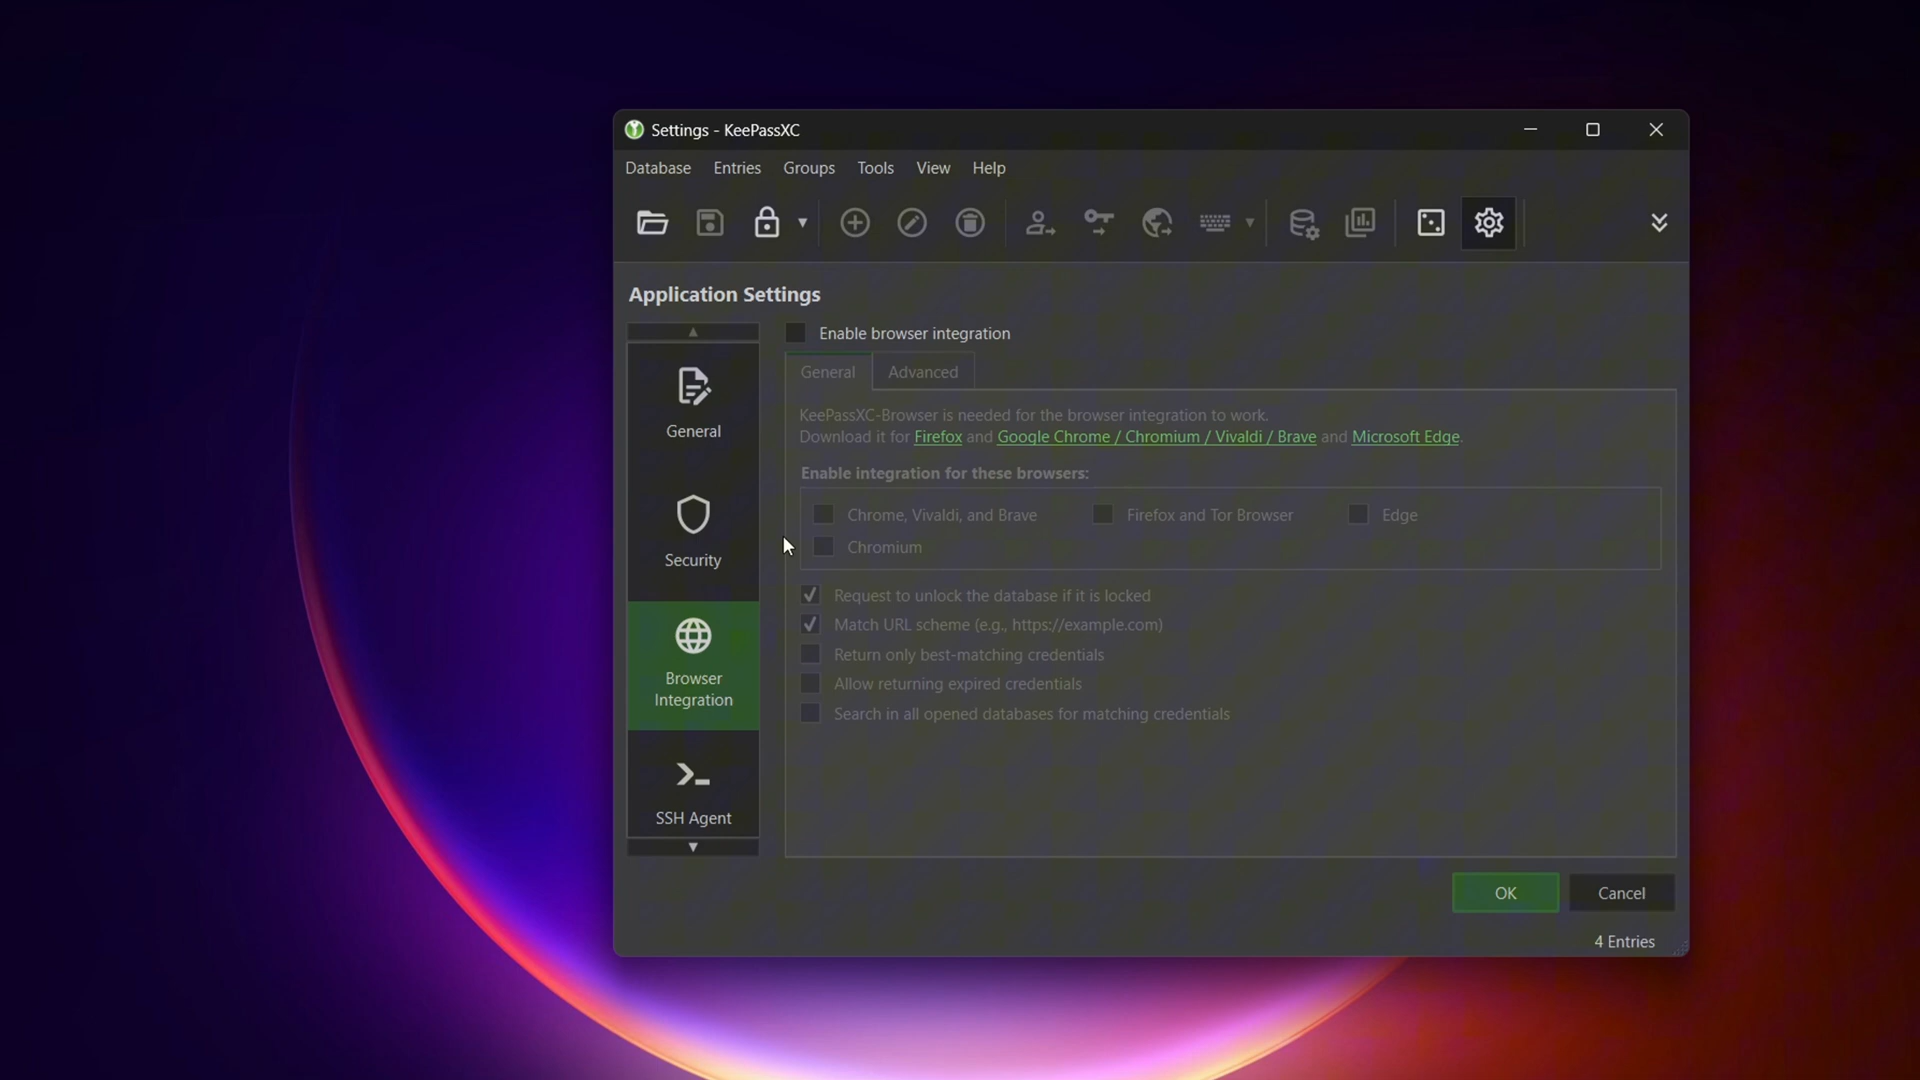 Settings - KeePassXC
Database Entries Groups Tools View Help
Application Settings
General
Security
Browser
Integration
SSH Agent
Enable browser integration
General Advanced
KeePassXC-Browser is needed for the browser integration to work.
Download it for Firefox and Google Chrome / Chromium / Vivaldi / Brave and Microsoft Edge.
Enable integration for these browsers:
Chrome, Vivaldi, and Brave Firefox and Tor Browser Edge
Chromium
Request to unlock the database if it is locked
Match URL scheme (e.g., https://example.com)
Return only best-matching credentials
Allow returning expired credentials
Search in all opened databases for matching credentials
OK Cancel
4 Entries